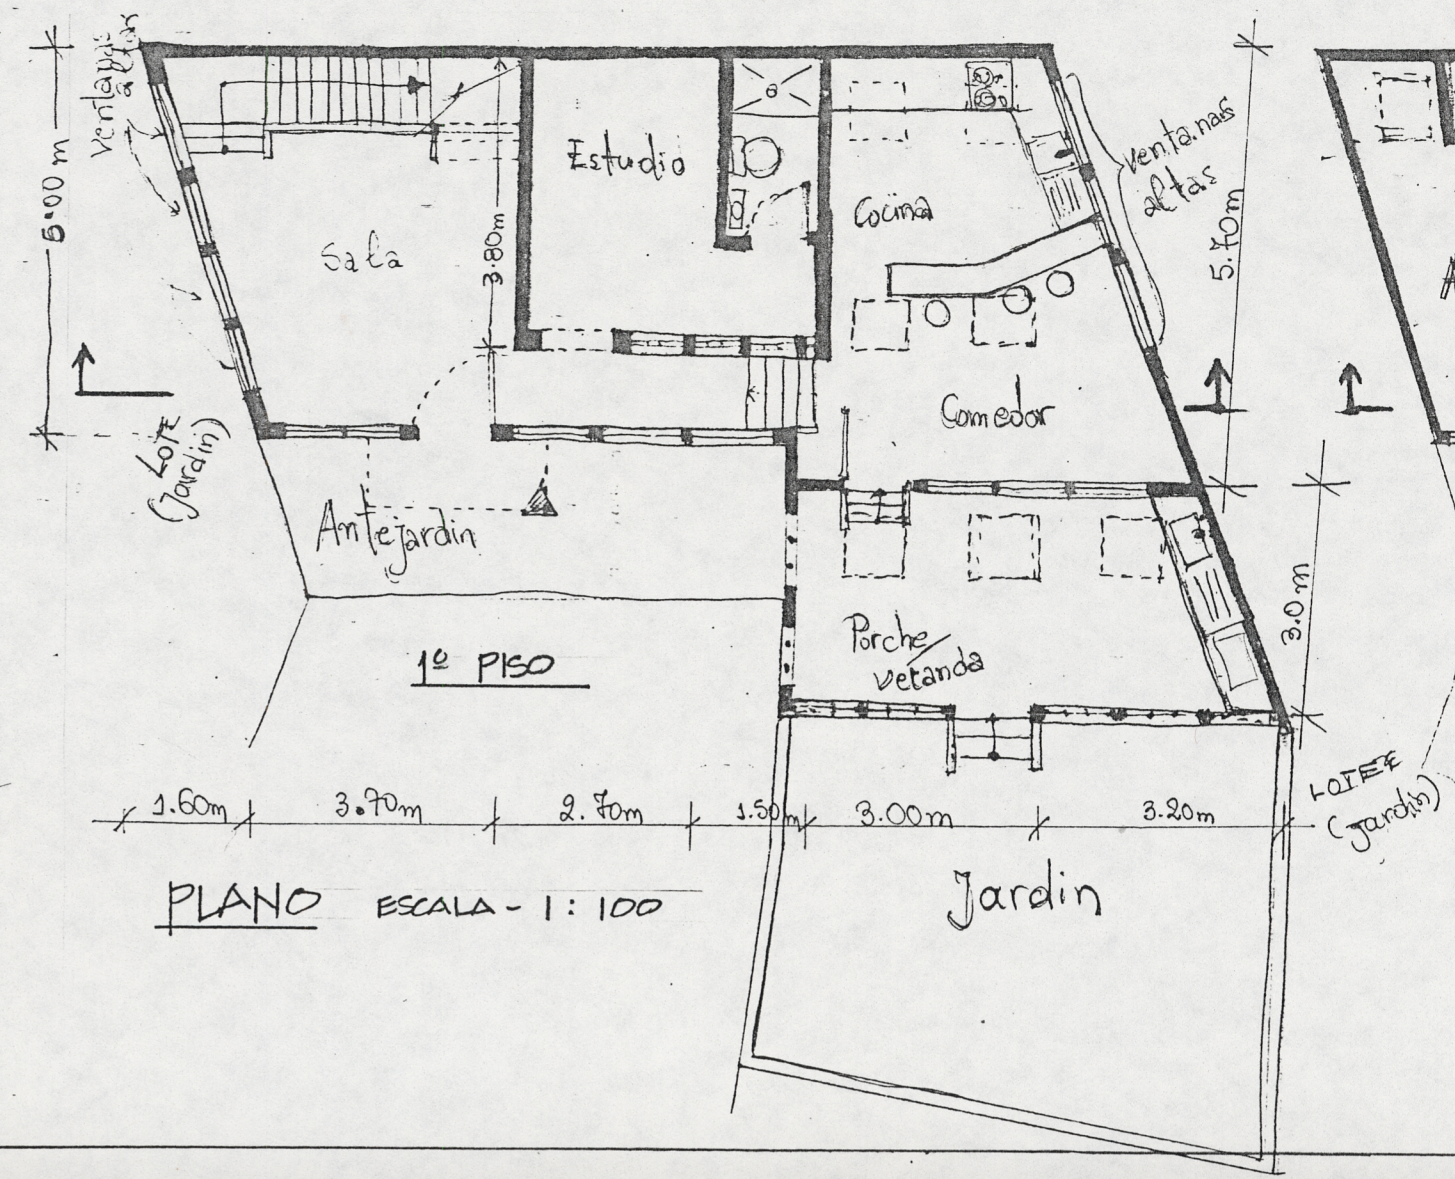 ventanas
altas
5.00 m
Estudio
Sala
3.80m
Cocina
ventanas
altas
5.70m
Comedor
LOTE
(Jardin)
Antejardin
1º PISO
Porche/
veranda
3.0m
1.60m 3.70m 2.70m 1.50m 3.00m 3.20m
(Jardin)
PLANO ESCALA - 1 : 100
Jardin